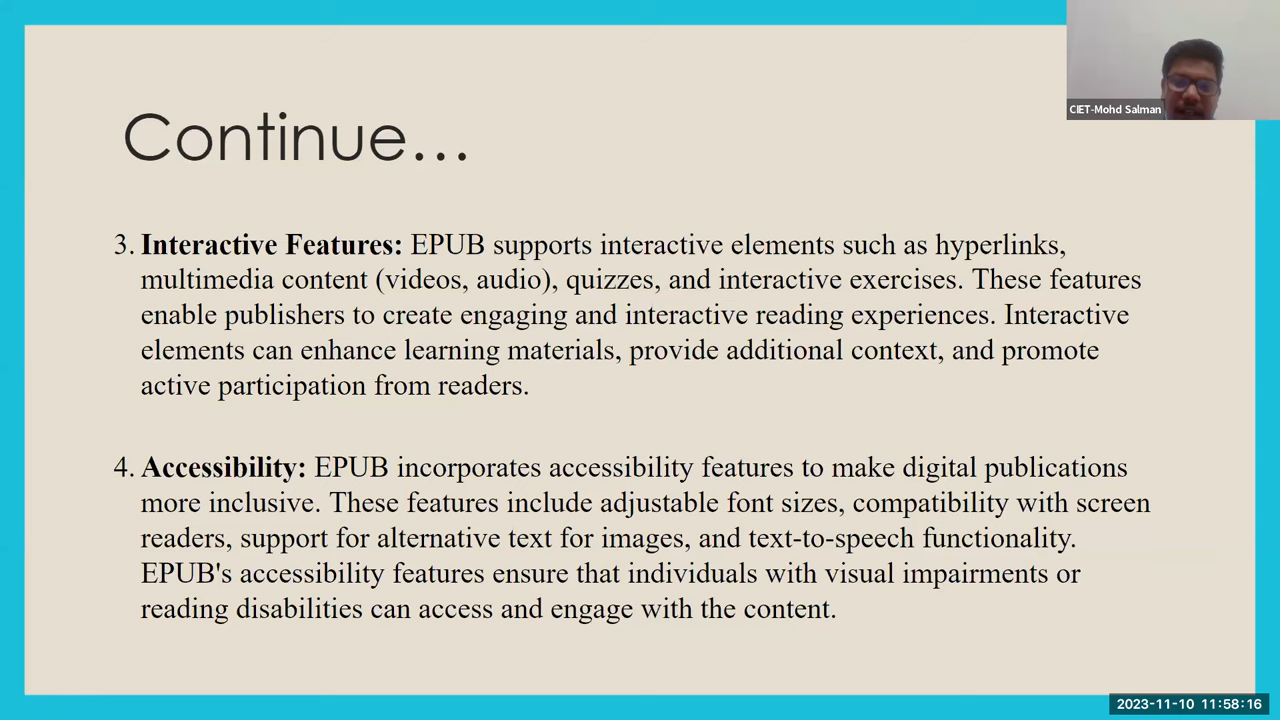 CIET-Mohd Salman
Continue...
3. Interactive Features: EPUB supports interactive elements such as hyperlinks,
multimedia content (videos, audio), quizzes, and interactive exercises. These features
enable publishers to create engaging and interactive reading experiences. Interactive
elements can enhance learning materials, provide additional context, and promote
active participation from readers.
4. Accessibility: EPUB incorporates accessibility features to make digital publications
more inclusive. These features include adjustable font sizes, compatibility with screen
readers, support for alternative text for images, and text-to-speech functionality.
EPUB's accessibility features ensure that individuals with visual impairments or
reading disabilities can access and engage with the content.
2023-11-10 11:58:16